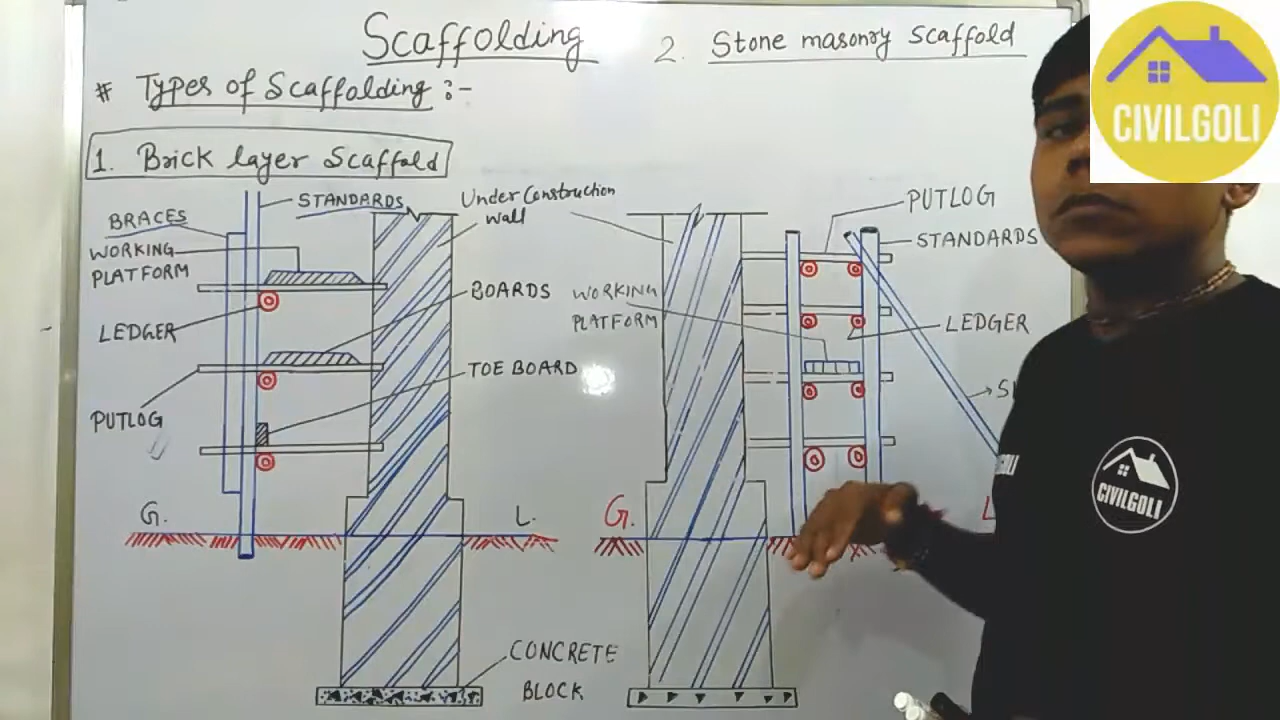 Scaffolding
2. Stone masonry Scaffold
# Types of Scaffolding :-
1. Brick layer Scaffold
STANDARDS
BRACES
WORKING
PLATFORM
LEDGER
PUTLOG
Under Construction
wall
BOARDS
TOE BOARD
G. L.
CONCRETE
BLOCK
PUTLOG
STANDARDS
WORKING
PLATFORM
LEDGER
G. L
CIVILGOLI
CIVILGOLI